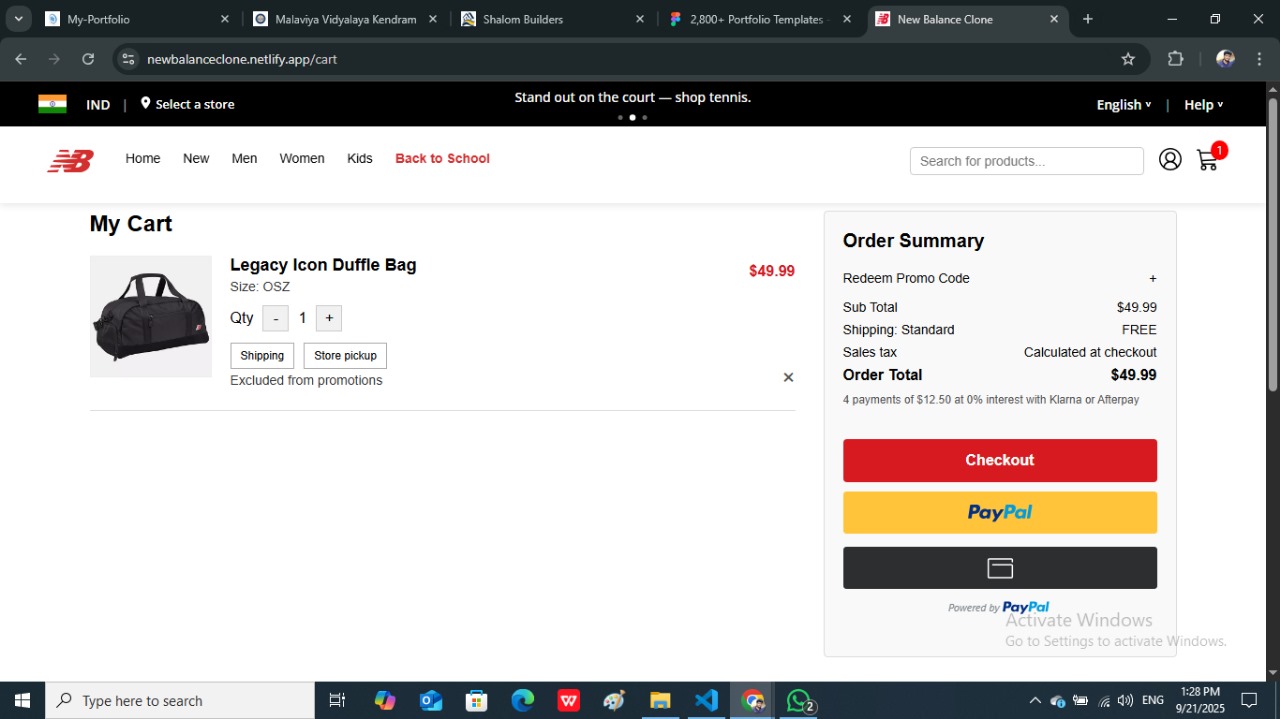 My-Portfolio
Malaviya Vidyalaya Kendram
Shalom Builders
2,800+ Portfolio Templates
New Balance Clone
newbalanceclone.netlify.app/cart
IND | Select a store
Stand out on the court — shop tennis.
English | Help
NB
Home New Men Women Kids Back to School
Search for products...
1
My Cart
Legacy Icon Duffle Bag
$49.99
Size: OSZ
Qty - 1 +
Shipping Store pickup
Excluded from promotions
×
Order Summary
Redeem Promo Code +
Sub Total $49.99
Shipping: Standard FREE
Sales tax Calculated at checkout
Order Total $49.99
4 payments of $12.50 at 0% interest with Klarna or Afterpay
Checkout
PayPal
Powered by PayPal
Activate Windows
Go to Settings to activate Windows.
Type here to search
W
2
ENG
1:28 PM
9/21/2025